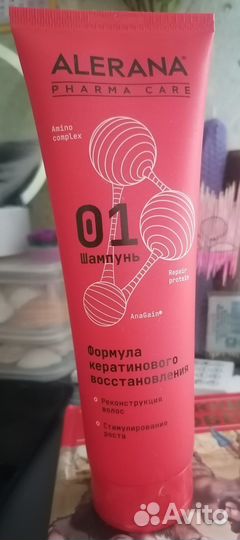 ALERANA®
PHARMA CARE
Amino
complex
01
Шампунь
Repair
protein
AnaGain®
Формула
кератинового
восстановления
Реконструкция
волос
Стимулирование
роста
Avito